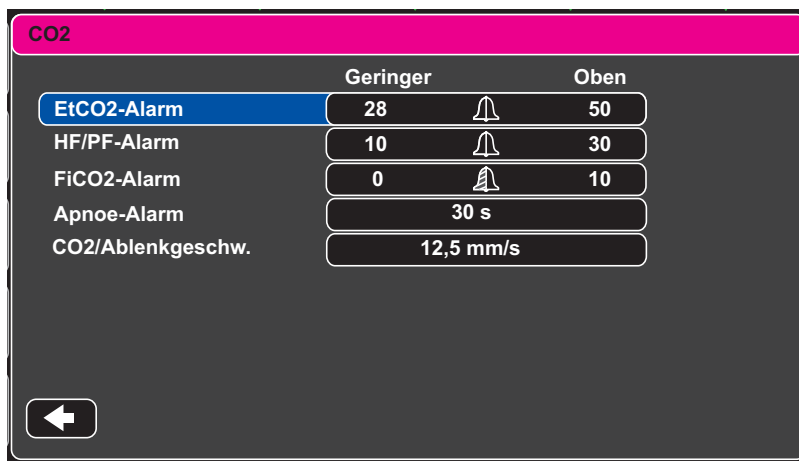 CO2
Geringer Oben
EtCO2-Alarm 28 50
HF/PF-Alarm 10 30
FiCO2-Alarm 0 10
Apnoe-Alarm 30 s
CO2/Ablenkgeschw. 12,5 mm/s